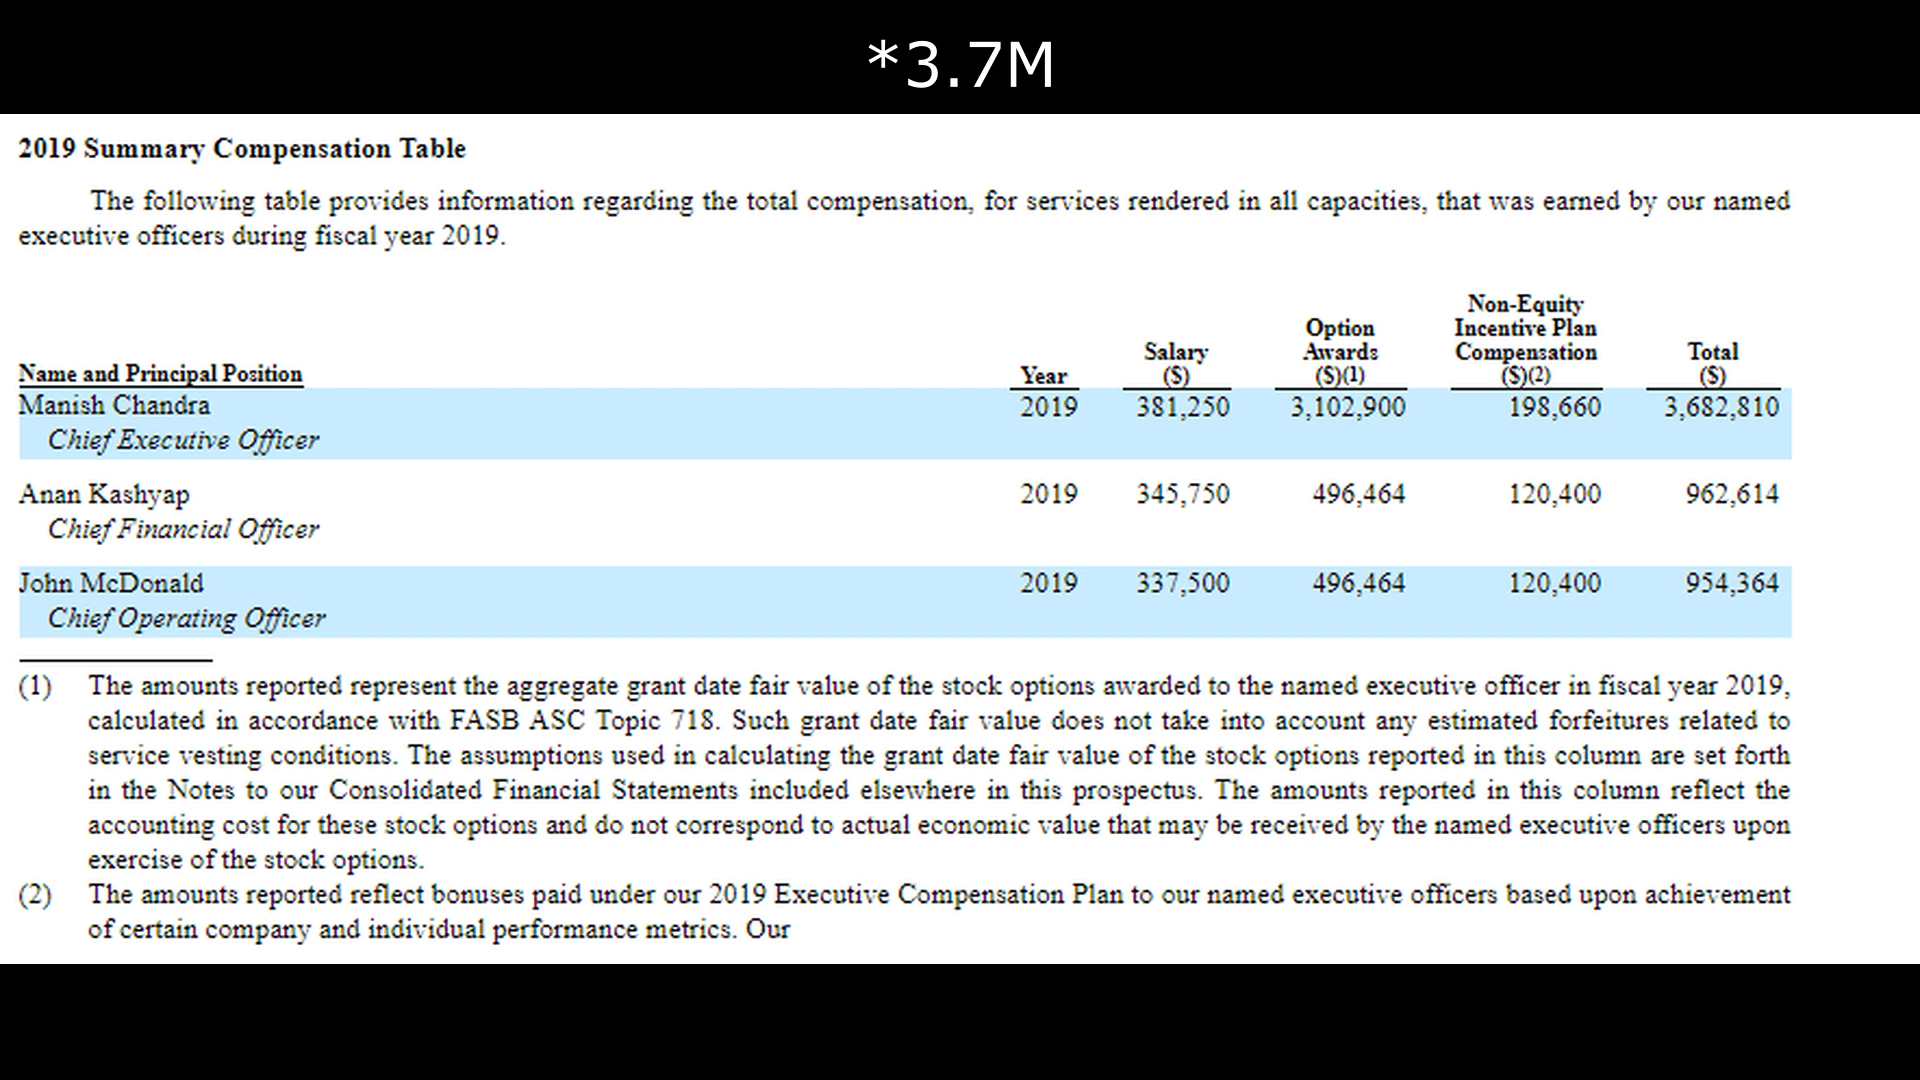 *3.7M
2019 Summary Compensation Table
The following table provides information regarding the total compensation, for services rendered in all capacities, that was earned by our named
executive officers during fiscal year 2019.
Name and Principal Position Year Salary ($) Option Awards ($)(1) Non-Equity Incentive Plan Compensation ($)(2) Total ($)
Manish Chandra 2019 381,250 3,102,900 198,660 3,682,810
Chief Executive Officer
Anan Kashyap 2019 345,750 496,464 120,400 962,614
Chief Financial Officer
John McDonald 2019 337,500 496,464 120,400 954,364
Chief Operating Officer
(1) The amounts reported represent the aggregate grant date fair value of the stock options awarded to the named executive officer in fiscal year 2019,
calculated in accordance with FASB ASC Topic 718. Such grant date fair value does not take into account any estimated forfeitures related to
service vesting conditions. The assumptions used in calculating the grant date fair value of the stock options reported in this column are set forth
in the Notes to our Consolidated Financial Statements included elsewhere in this prospectus. The amounts reported in this column reflect the
accounting cost for these stock options and do not correspond to actual economic value that may be received by the named executive officers upon
exercise of the stock options.
(2) The amounts reported reflect bonuses paid under our 2019 Executive Compensation Plan to our named executive officers based upon achievement
of certain company and individual performance metrics. Our